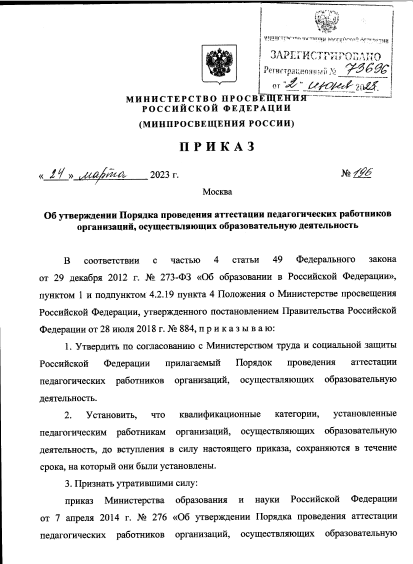 ЗАРЕГИСТРИРОВАНО
Регистрационный № 73696
от "2" июня 2023.
МИНИСТЕРСТВО ПРОСВЕЩЕНИЯ
РОССИЙСКОЙ ФЕДЕРАЦИИ
(МИНПРОСВЕЩЕНИЯ РОССИИ)
П Р И К А З
« 24 » марта 2023 г. № 196
Москва
Об утверждении Порядка проведения аттестации педагогических работников
организаций, осуществляющих образовательную деятельность
В соответствии с частью 4 статьи 49 Федерального закона
от 29 декабря 2012 г. № 273-ФЗ «Об образовании в Российской Федерации»,
пунктом 1 и подпунктом 4.2.19 пункта 4 Положения о Министерстве просвещения
Российской Федерации, утвержденного постановлением Правительства Российской
Федерации от 28 июля 2018 г. № 884, п р и к а з ы в а ю:
1. Утвердить по согласованию с Министерством труда и социальной защиты
Российской Федерации прилагаемый Порядок проведения аттестации
педагогических работников организаций, осуществляющих образовательную
деятельность.
2. Установить, что квалификационные категории, установленные
педагогическим работникам организаций, осуществляющих образовательную
деятельность, до вступления в силу настоящего приказа, сохраняются в течение
срока, на который они были установлены.
3. Признать утратившими силу:
приказ Министерства образования и науки Российской Федерации
от 7 апреля 2014 г. № 276 «Об утверждении Порядка проведения аттестации
педагогических работников организаций, осуществляющих образовательную